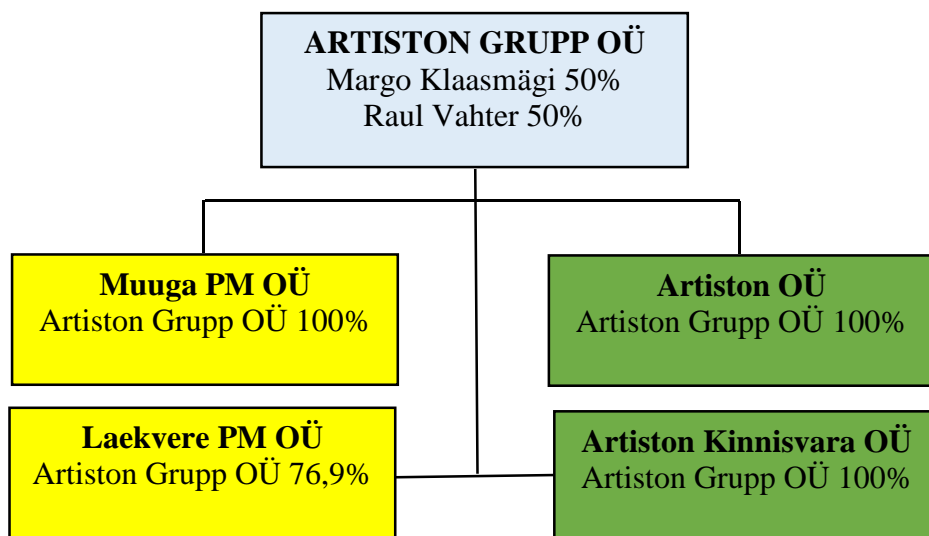 ARTISTON GRUPP OÜ
Margo Klaasmägi 50%
Raul Vahter 50%
Muuga PM OÜ
Artiston Grupp OÜ 100%
Artiston OÜ
Artiston Grupp OÜ 100%
Laekvere PM OÜ
Artiston Grupp OÜ 76,9%
Artiston Kinnisvara OÜ
Artiston Grupp OÜ 100%